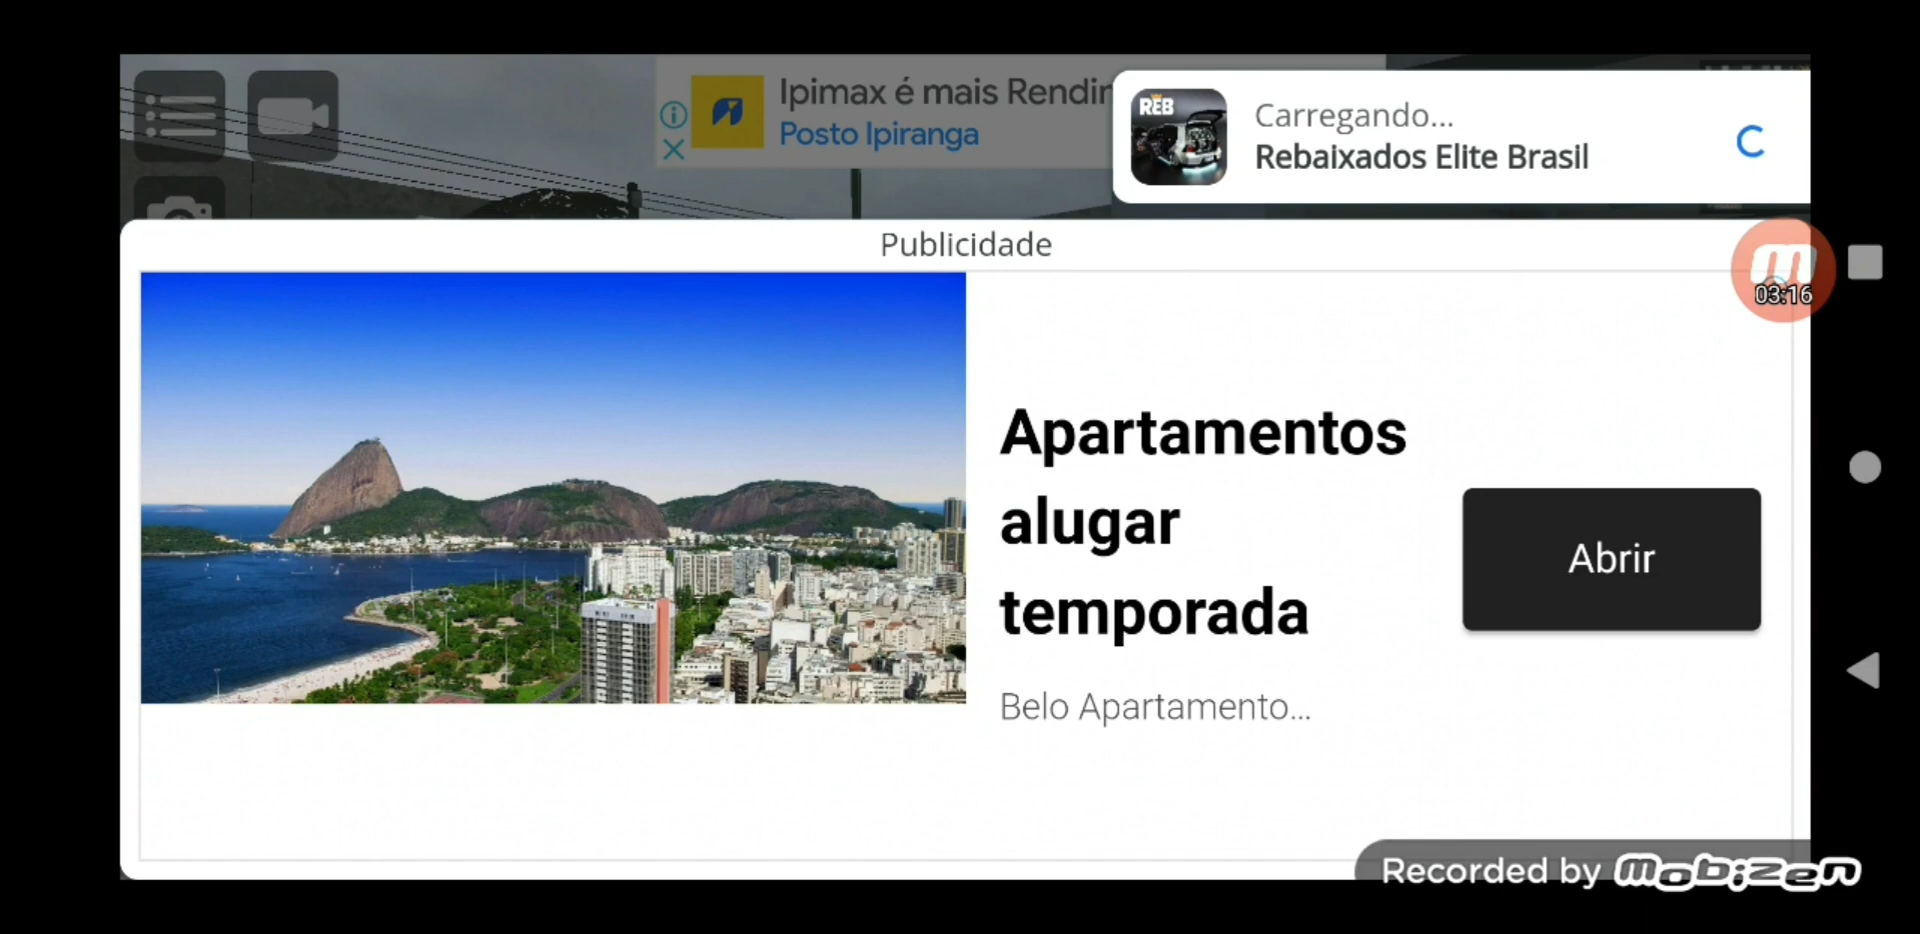 Ipimax é mais Rendin
Posto Ipiranga
REB
Carregando...
Rebaixados Elite Brasil
Publicidade
03:16
Apartamentos
alugar
temporada
Belo Apartamento...
Abrir
Recorded by mobizen